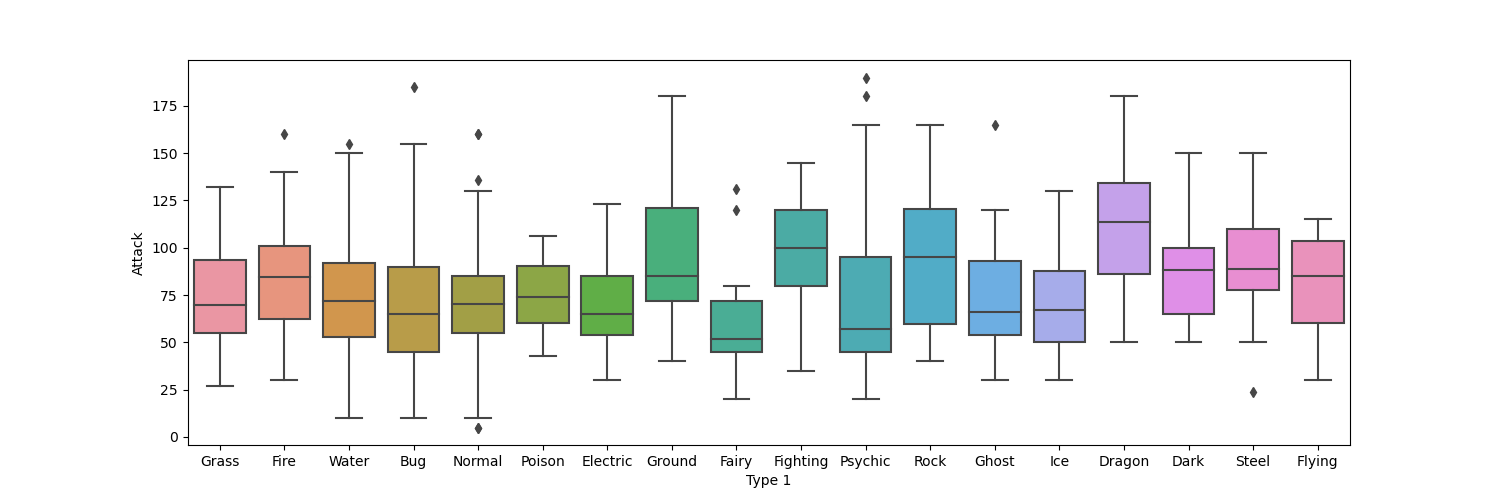 Attack
175
150
125
100
75
50
25
0
Grass Fire Water Bug Normal Poison Electric Ground Fairy Fighting Psychic Rock Ghost Ice Dragon Dark Steel Flying
Type 1